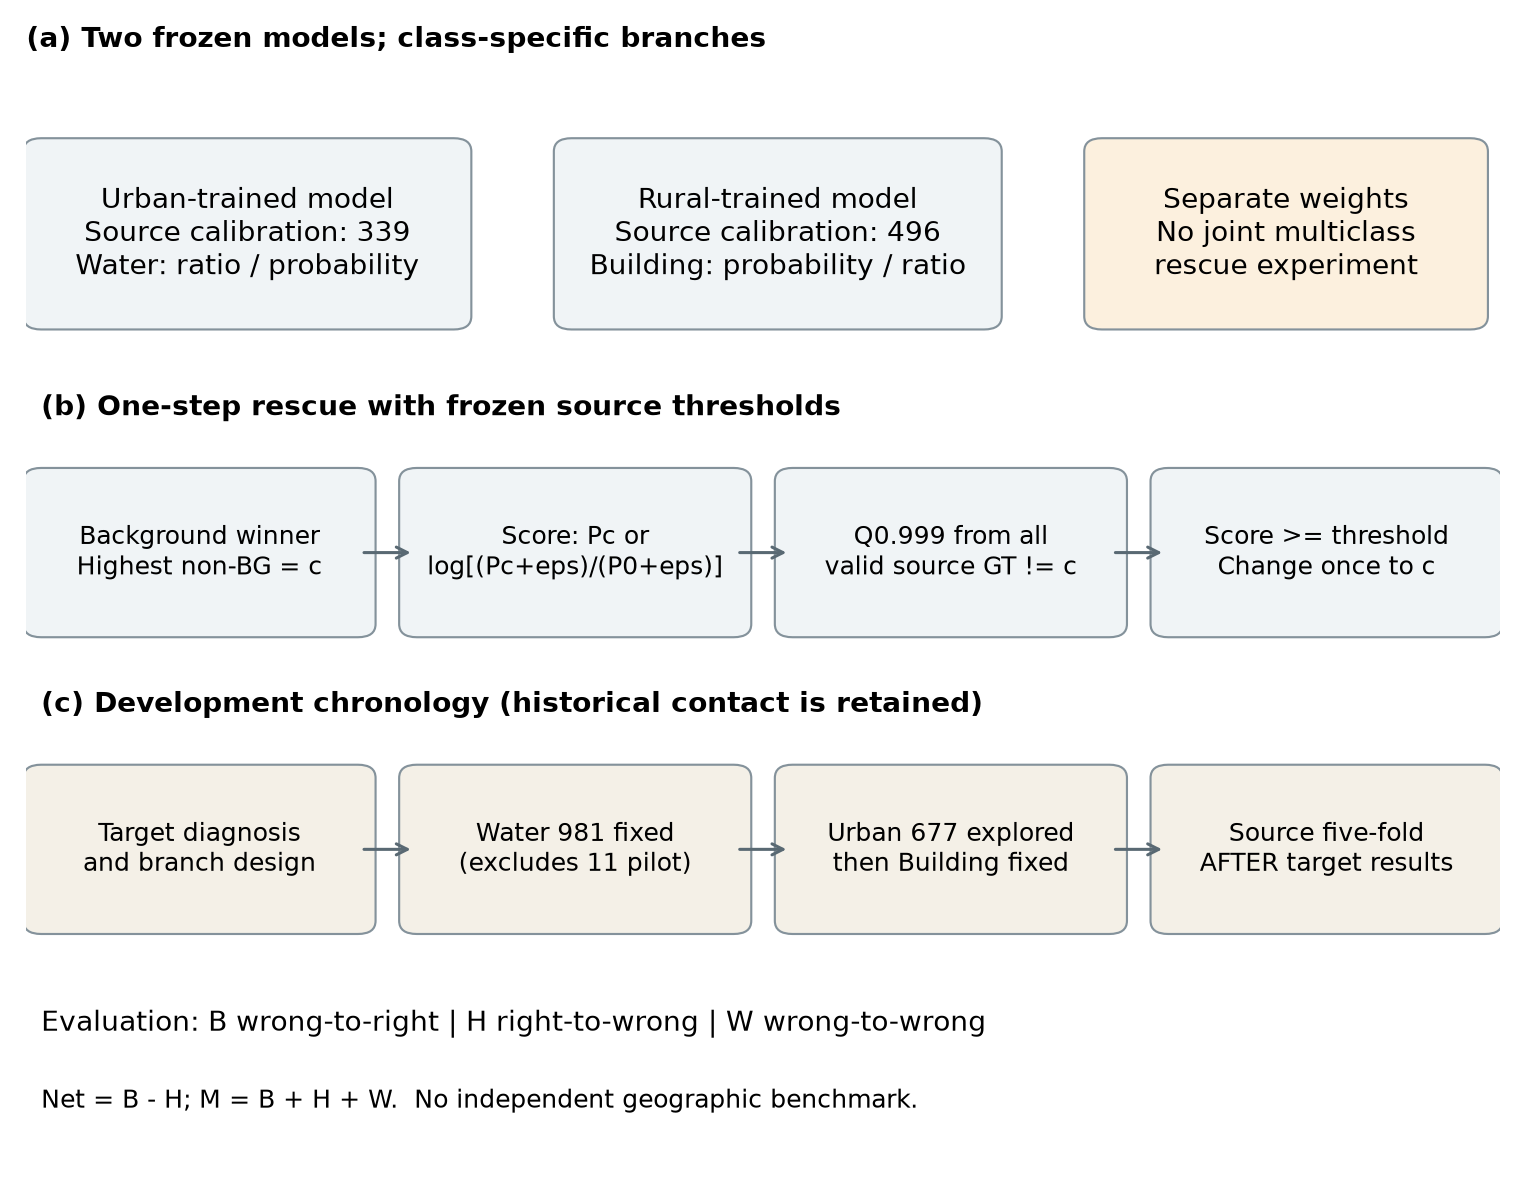 (a) Two frozen models; class-specific branches
Urban-trained model
Source calibration: 339
Water: ratio / probability
Rural-trained model
Source calibration: 496
Building: probability / ratio
Separate weights
No joint multiclass
rescue experiment
(b) One-step rescue with frozen source thresholds
Background winner
Highest non-BG = c
Score: Pc or
log[(Pc+eps)/(P0+eps)]
Q0.999 from all
valid source GT != c
Score >= threshold
Change once to c
(c) Development chronology (historical contact is retained)
Target diagnosis
and branch design
Water 981 fixed
(excludes 11 pilot)
Urban 677 explored
then Building fixed
Source five-fold
AFTER target results
Evaluation: B wrong-to-right | H right-to-wrong | W wrong-to-wrong
Net = B - H; M = B + H + W.  No independent geographic benchmark.